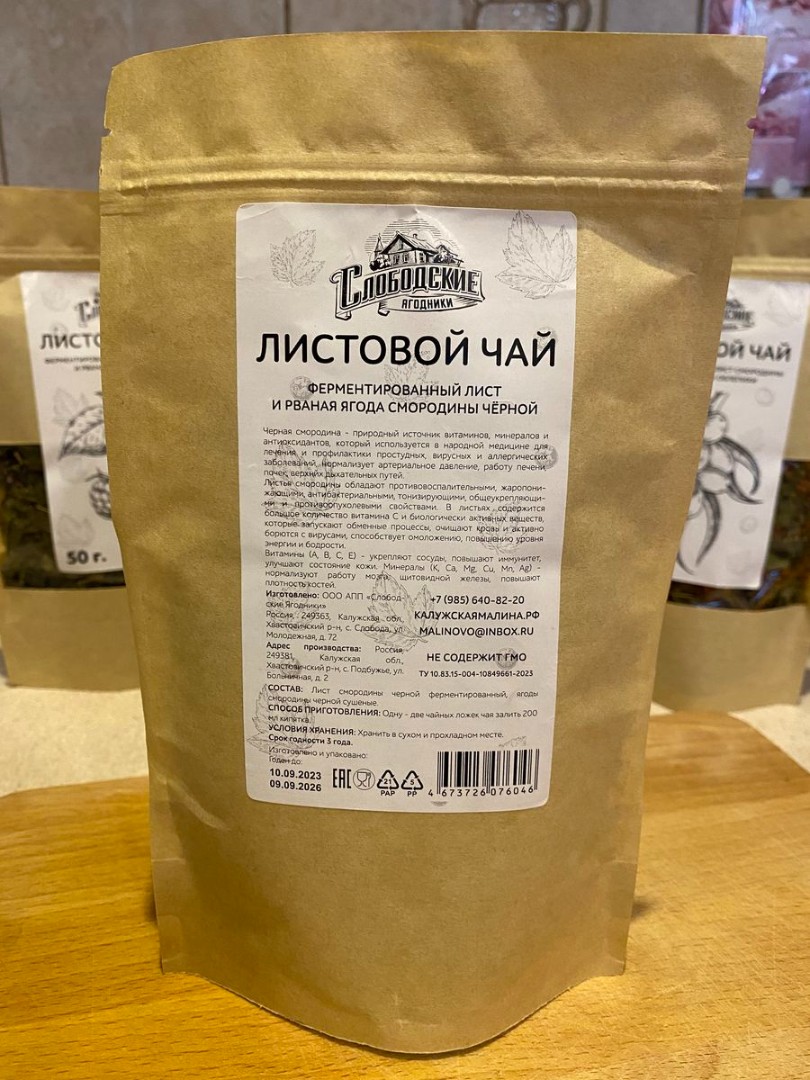 СЛОБОДСКИЕ
ЯГОДНИКИ
ЛИСТОВОЙ ЧАЙ
ФЕРМЕНТИРОВАННЫЙ ЛИСТ
И РВАНАЯ ЯГОДА СМОРОДИНЫ ЧЁРНОЙ
Черная смородина - природный источник витаминов, минералов и
антиоксидантов, который используется в народной медицине для
лечения и профилактики простудных, вирусных и аллергических
заболеваний, нормализует артериальное давление, работу печени,
почек, верхних дыхательных путей.
Листья смородины обладают противовоспалительными, жаропони-
жающими, антибактериальными, тонизирующими, общеукрепляющи-
ми и противоопухолевыми свойствами. В листьях содержится
большое количество витамина С и биологически активных веществ,
которые запускают обменные процессы, очищают кровь и активно
борются с вирусами, способствует омоложению, повышению уровня
энергии и бодрости.
Витамины (А, В, С, Е) - укрепляют сосуды, повышают иммунитет,
улучшают состояние кожи. Минералы (K, Ca, Mg, Cu, Mn, Ag) -
нормализуют работу мозга, щитовидной железы, повышают
плотность костей.
Изготовлено: ООО АПП «Слобод-
ские Ягодники»
Россия, 249363, Калужская обл.,
Хвастовичский р-н, с. Слобода, ул.
Молодежная, д. 72
Адрес производства: Россия,
249381, Калужская обл.,
Хвастовичский р-н, с. Подбужье, ул.
Больничная, д. 2
+7 (985) 640-82-20
КАЛУЖСКАЯМАЛИНА.РФ
MALINOVO@INBOX.RU
НЕ СОДЕРЖИТ ГМО
ТУ 10.83.15-004-10849661-2023
СОСТАВ: Лист смородины черной ферментированный, ягоды
смородины черной сушеные.
СПОСОБ ПРИГОТОВЛЕНИЯ: Одну - две чайных ложек чая залить 200
мл кипятка.
УСЛОВИЯ ХРАНЕНИЯ: Хранить в сухом и прохладном месте.
Срок годности 3 года.
Изготовлено и упаковано:
Годен до:
10.09.2023
09.09.2026
EAC
21
PAP
5
PP
4 673726 076046
50 г.
ОЙ ЧАЙ